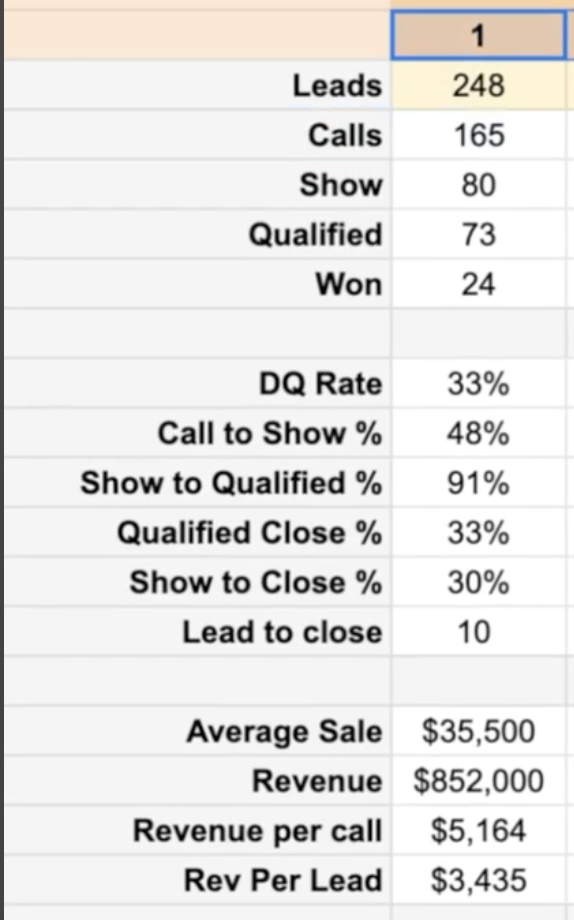 1
Leads 248
Calls 165
Show 80
Qualified 73
Won 24
DQ Rate 33%
Call to Show % 48%
Show to Qualified % 91%
Qualified Close % 33%
Show to Close % 30%
Lead to close 10
Average Sale $35,500
Revenue $852,000
Revenue per call $5,164
Rev Per Lead $3,435